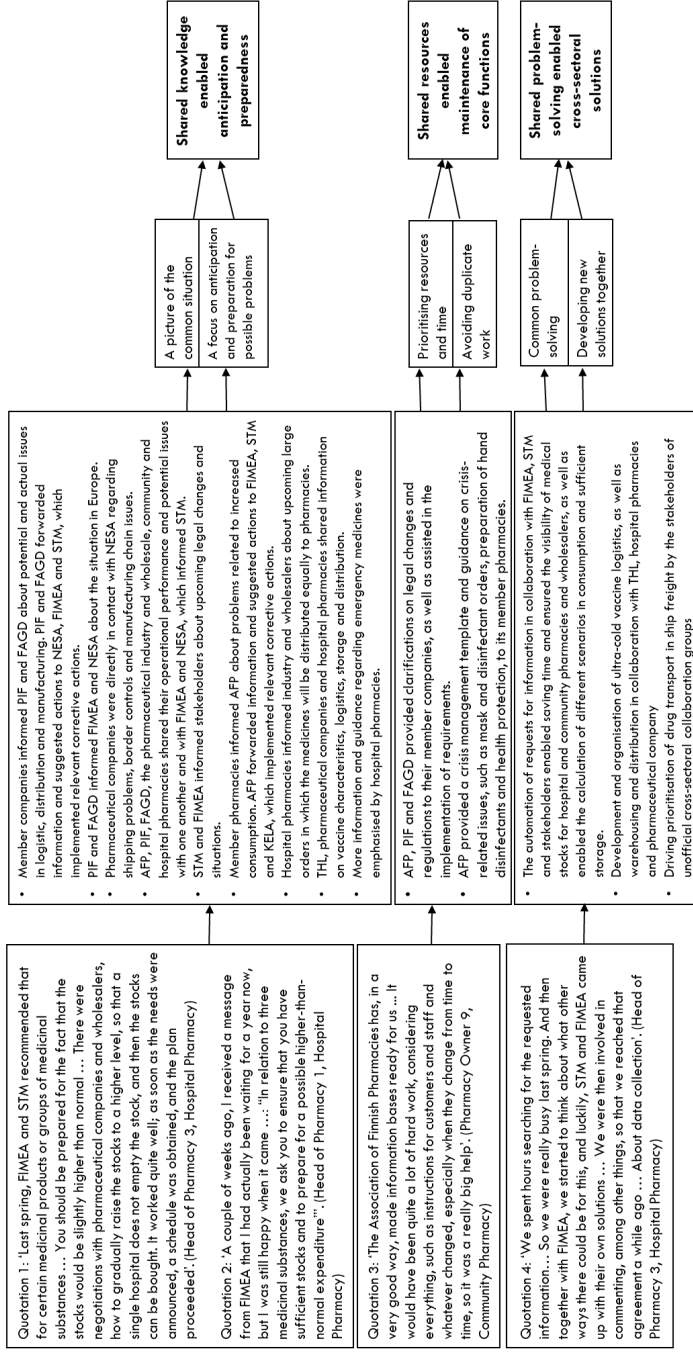 Quotation 1: ‘Last spring, FIMEA and STM recommended that
for certain medicinal products or groups of medicinal
substances ... You should be prepared for the fact that the
stocks would be slightly higher than normal ... There were
negotiations with pharmaceutical companies and wholesalers,
how to gradually raise the stocks to a higher level, so that a
single hospital does not empty the stock, and then the stocks
can be bought. It worked quite well; as soon as the needs were
announced, a schedule was obtained, and the plan
proceeded’. (Head of Pharmacy 3, Hospital Pharmacy)
Quotation 2: ‘A couple of weeks ago, I received a message
from FIMEA that I had actually been waiting for a year now,
but I was still happy when it came ...: “In relation to three
medicinal substances, we ask you to ensure that you have
sufficient stocks and to prepare for a possible higher-than-
normal expenditure”’. (Head of Pharmacy 1, Hospital
Pharmacy)
Quotation 3: ‘The Association of Finnish Pharmacies has, in a
very good way, made information bases ready for us ... It
would have been quite a lot of hard work, considering
everything, such as instructions for customers and staff and
whatever changed, especially when they change from time to
time, so it was a really big help’. (Pharmacy Owner 9,
Community Pharmacy)
Quotation 4: ‘We spent hours searching for the requested
information... So we were really busy last spring. And then
together with FIMEA, we started to think about what other
ways there could be for this, and luckily, STM and FIMEA came
up with their own solutions ... We were then involved in
commenting, among other things, so that we reached that
agreement a while ago ... About data collection’. (Head of
Pharmacy 3, Hospital Pharmacy)
• Member companies informed PIF and FAGD about potential and actual issues
in logistic, distribution and manufacturing. PIF and FAGD forwarded
information and suggested actions to NESA, FIMEA and STM, which
implemented relevant corrective actions.
• PIF and FAGD informed FIMEA and NESA about the situation in Europe.
• Pharmaceutical companies were directly in contact with NESA regarding
shipping problems, border controls and manufacturing chain issues.
• AFP, PIF, FAGD, the pharmaceutical industry and wholesale, community and
hospital pharmacies shared their operational performance and potential issues
with one another and with FIMEA and NESA, which informed STM.
• STM and FIMEA informed stakeholders about upcoming legal changes and
situations.
• Member pharmacies informed AFP about problems related to increased
consumption. AFP forwarded information and suggested actions to FIMEA, STM
and KELA, which implemented relevant corrective actions.
• Hospital pharmacies informed industry and wholesalers about upcoming large
orders in which the medicines will be distributed equally to pharmacies.
• THL, pharmaceutical companies and hospital pharmacies shared information
on vaccine characteristics, logistics, storage and distribution.
• More information and guidance regarding emergency medicines were
emphasised by hospital pharmacies.
• AFP, PIF and FAGD provided clarifications on legal changes and
regulations to their member companies, as well as assisted in the
implementation of requirements.
• AFP provided a crisis management template and guidance on crisis-
related issues, such as mask and disinfectant orders, preparation of hand
disinfectants and health protection, to its member pharmacies.
• The automation of requests for information in collaboration with FIMEA, STM
and stakeholders enabled saving time and ensured the visibility of medical
stocks for hospital and community pharmacies and wholesalers, as well as
enabled the calculation of different scenarios in consumption and sufficient
storage.
• Development and organisation of ultra-cold vaccine logistics, as well as
warehousing and distribution in collaboration with THL, hospital pharmacies
and pharmaceutical company
• Driving prioritisation of drug transport in ship freight by the stakeholders of
unofficial cross-sectoral collaboration groups
A picture of the
common situation
A focus on anticipation
and preparation for
possible problems
Prioritising resources
and time
Avoiding duplicate
work
Common problem-
solving
Developing new
solutions together
Shared knowledge
enabled
anticipation and
preparedness
Shared resources
enabled
maintenance of
core functions
Shared problem-
solving enabled
cross-sectoral
solutions